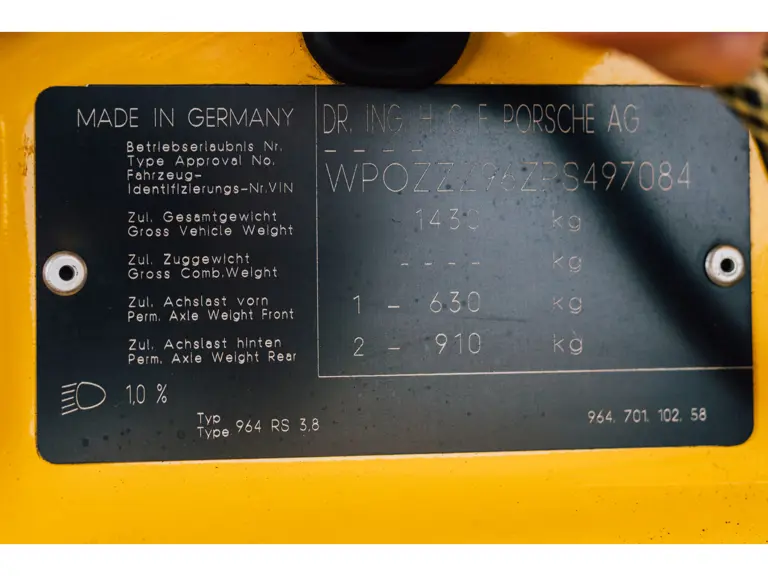 MADE IN GERMANY
DR. ING. H. C. F. PORSCHE AG
Betriebserlaubnis Nr.
Type Approval No.
- - - -
Fahrzeug-
Identifizierungs-Nr.VIN
WPOZZZ96ZPS497084
Zul. Gesamtgewicht
Gross Vehicle Weight
1430 kg
Zul. Zuggewicht
Gross Comb.Weight
- - - - kg
Zul. Achslast vorn
Perm. Axle Weight Front
1 - 630 kg
Zul. Achslast hinten
Perm. Axle Weight Rear
2 - 910 kg
1,0 %
Typ
Type 964 RS 3,8
964. 701. 102. 58